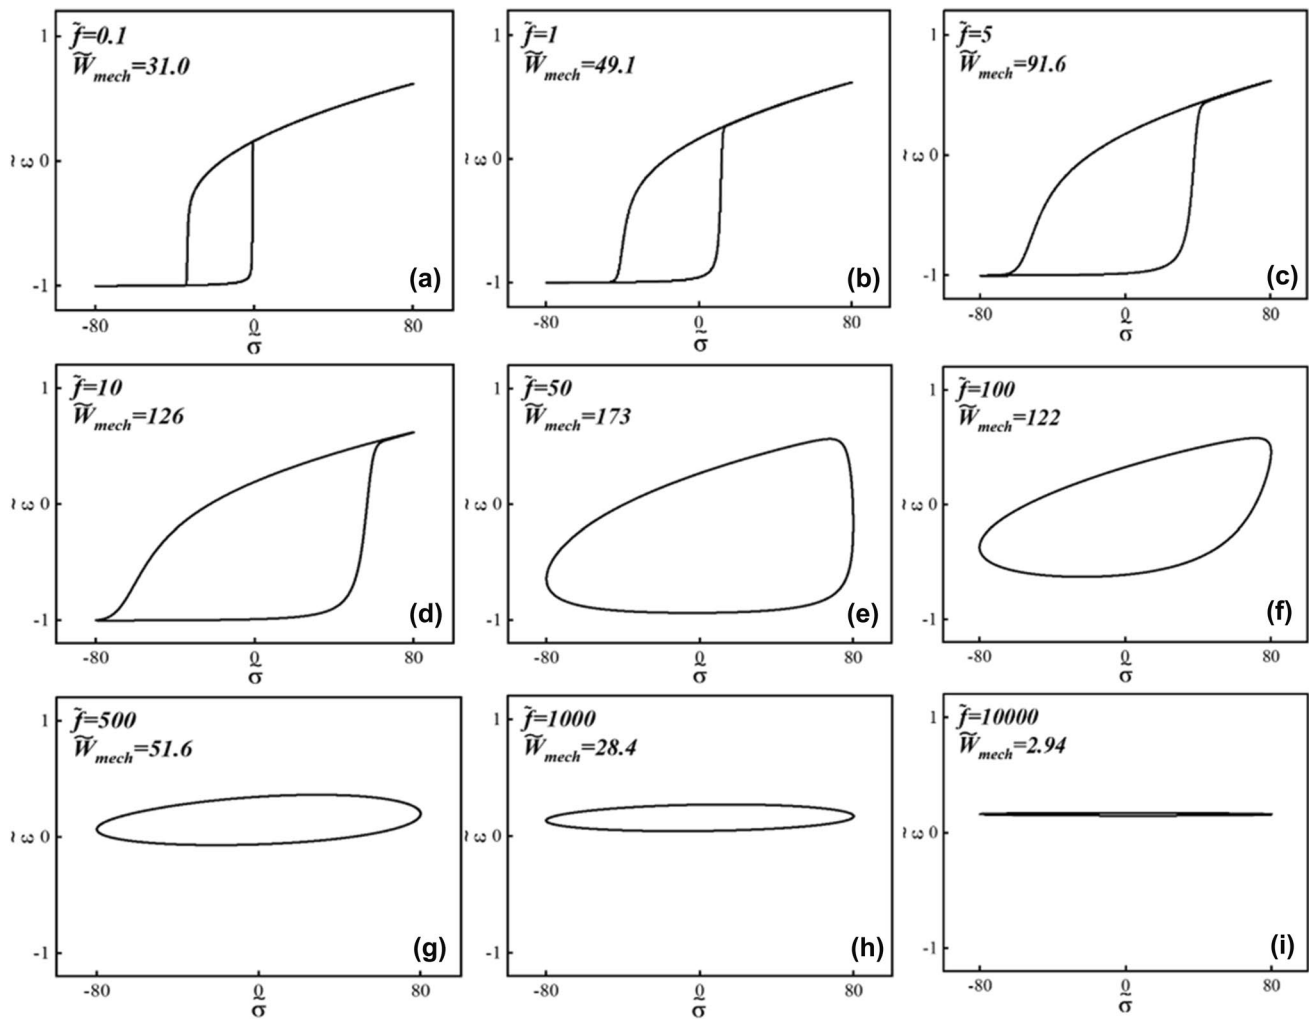 f̃=0.1
W̃mech=31.0
1
ε̃ 0
-1
(a)
-80 0 80
σ̃
f̃=1
W̃mech=49.1
1
ε̃ 0
-1
(b)
-80 0 80
σ̃
f̃=5
W̃mech=91.6
1
ε̃ 0
-1
(c)
-80 0 80
σ̃
f̃=10
W̃mech=126
1
ε̃ 0
-1
(d)
-80 0 80
σ̃
f̃=50
W̃mech=173
1
ε̃ 0
-1
(e)
-80 0 80
σ̃
f̃=100
W̃mech=122
1
ε̃ 0
-1
(f)
-80 0 80
σ̃
f̃=500
W̃mech=51.6
1
ε̃ 0
-1
(g)
-80 0 80
σ̃
f̃=1000
W̃mech=28.4
1
ε̃ 0
-1
(h)
-80 0 80
σ̃
f̃=10000
W̃mech=2.94
1
ε̃ 0
-1
(i)
-80 0 80
σ̃